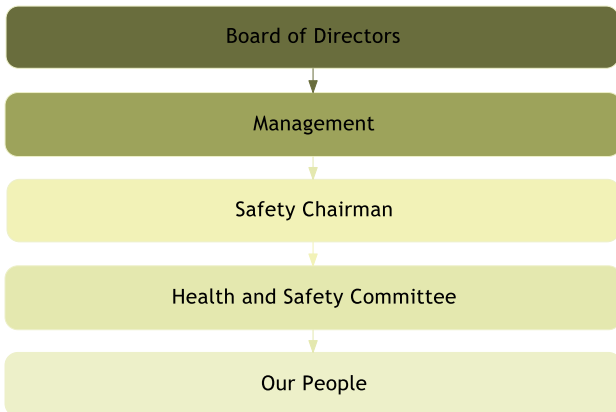 Board of Directors
Management
Safety Chairman
Health and Safety Committee
Our People